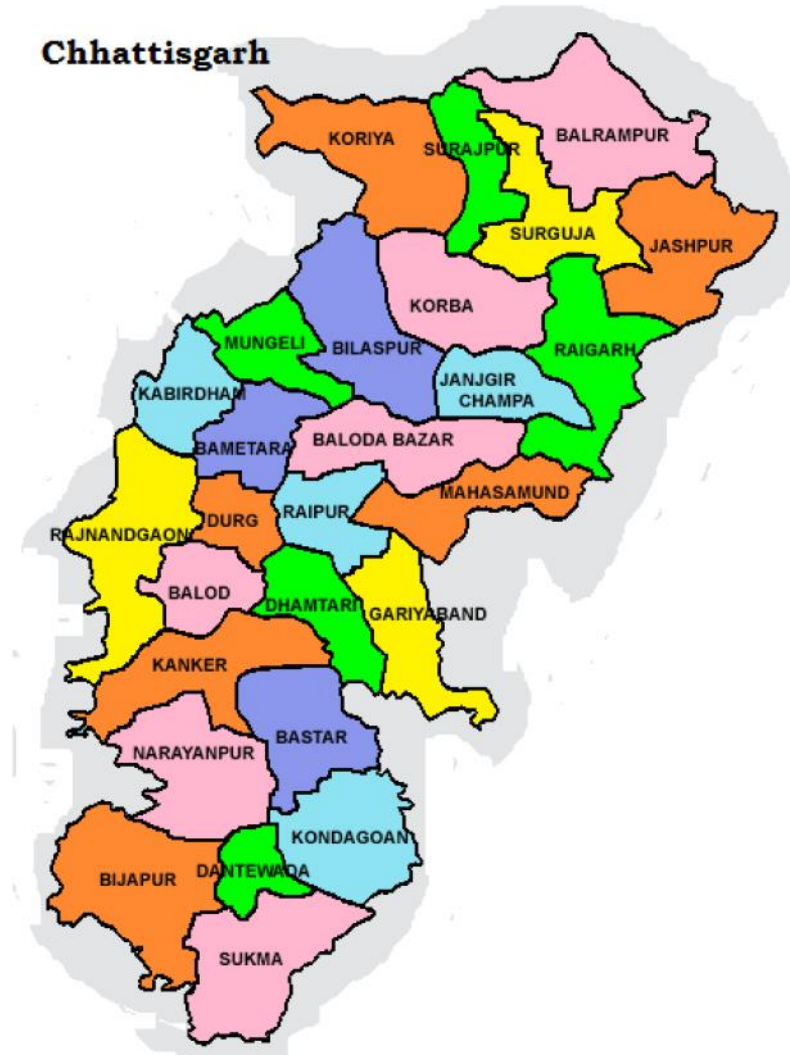 Chhattisgarh
KORIYA
SURAJPUR
BALRAMPUR
SURGUJA
JASHPUR
KORBA
MUNGELI
BILASPUR
RAIGARH
KABIRDHAM
JANJGIR
CHAMPA
BAMETARA
BALODA BAZAR
MAHASAMUND
RAJNANDGAON
DURG
RAIPUR
BALOD
DHAMTARI
GARIYABAND
KANKER
BASTAR
NARAYANPUR
KONDAGOAN
BIJAPUR
DANTEWADA
SUKMA